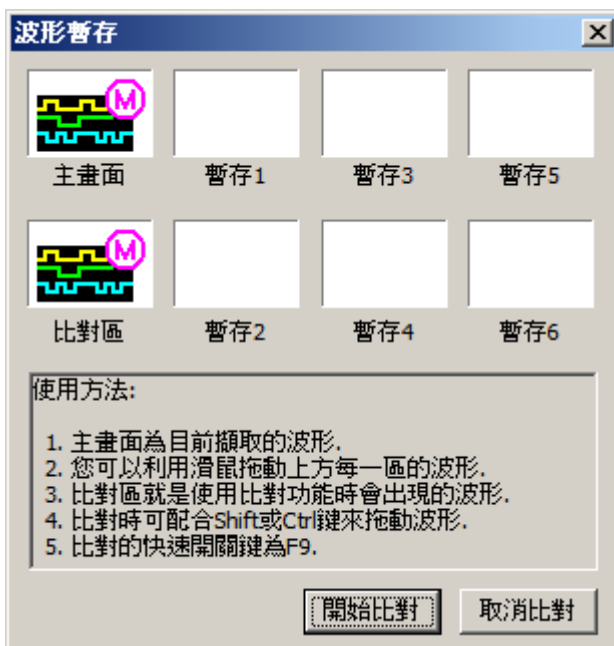 波形暫存
M
主畫面 暫存1 暫存3 暫存5
M
比對區 暫存2 暫存4 暫存6
使用方法:
1. 主畫面為目前擷取的波形.
2. 您可以利用滑鼠拖動上方每一區的波形.
3. 比對區就是使用比對功能時會出現的波形.
4. 比對時可配合Shift或Ctrl鍵來拖動波形.
5. 比對的快速開關鍵為F9.
開始比對 取消比對